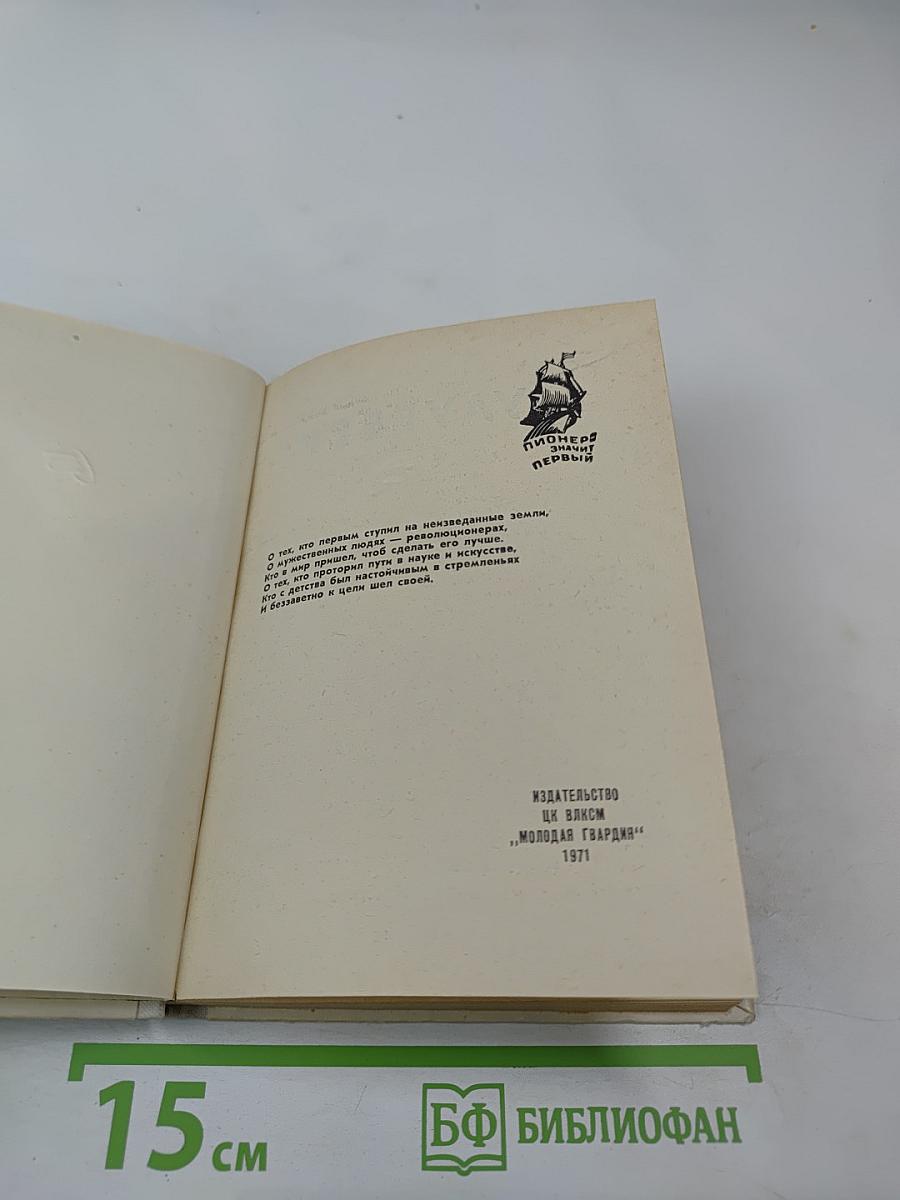 ПИОНЕР
ЗНАЧИТ
ПЕРВЫЙ
О тех, кто первым ступил на неизведанные земли,
О мужественных людях — революционерах,
Кто в мир пришел, чтоб сделать его лучше.
О тех, кто проторил пути в науке и искусстве,
Кто с детства был настойчивым в стремленьях
И беззаветно к цели шел своей.
ИЗДАТЕЛЬСТВО
ЦК ВЛКСМ
„МОЛОДАЯ ГВАРДИЯ“
1971
15 см
БФ БИБЛИОФАН